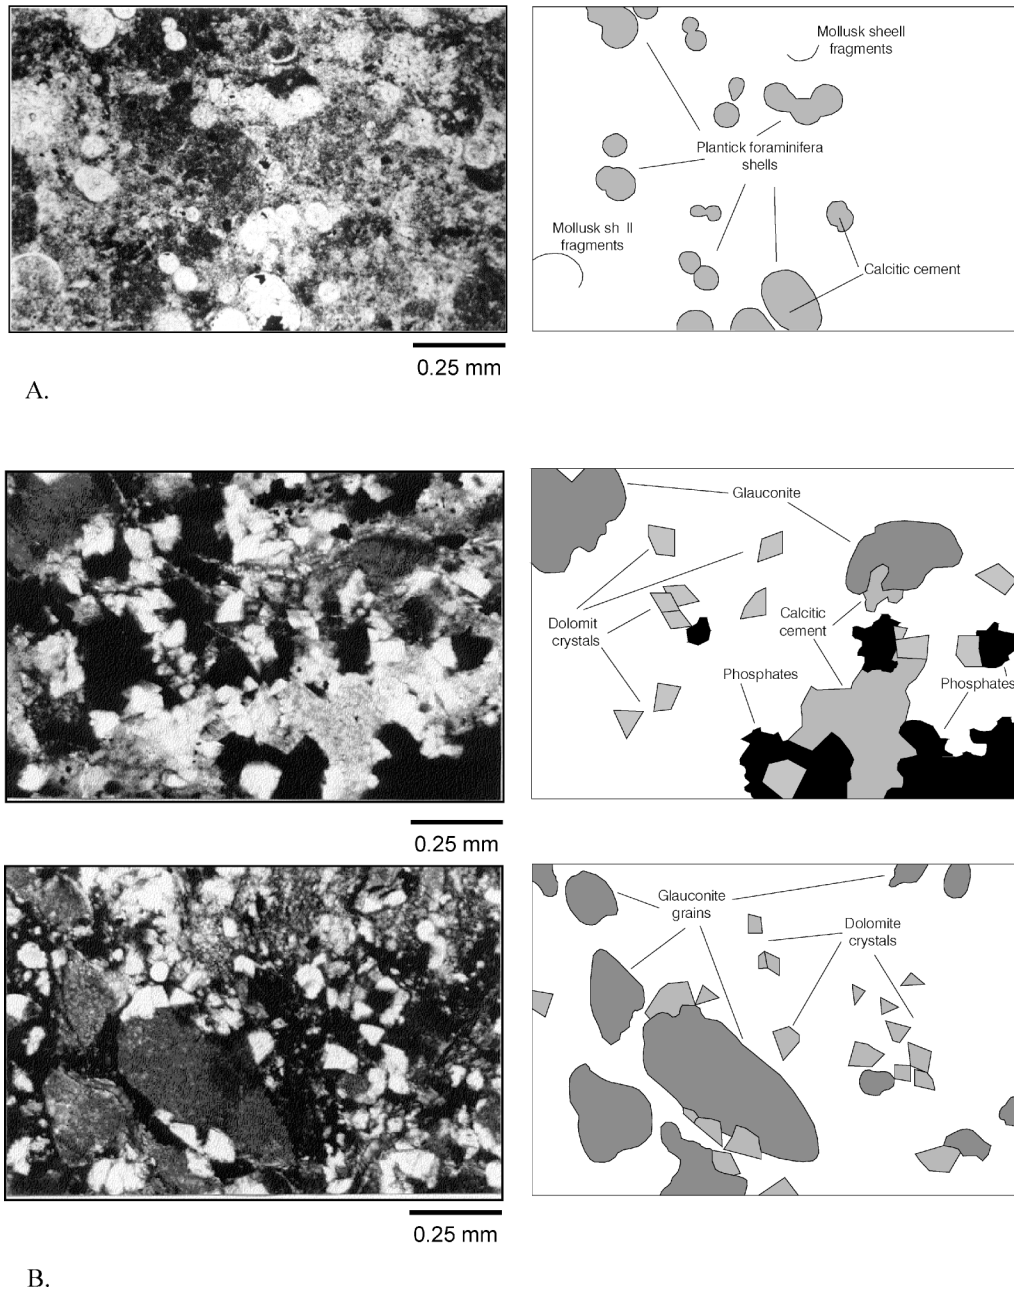 Mollusk sheell
fragments
Plantick foraminifera
shells
Mollusk sh ll
fragments
Calcitic cement
0.25 mm
A.
Glauconite
Dolomit
crystals
Calcitic
cement
Phosphates
Phosphates
0.25 mm
Glauconite
grains
Dolomite
crystals
0.25 mm
B.